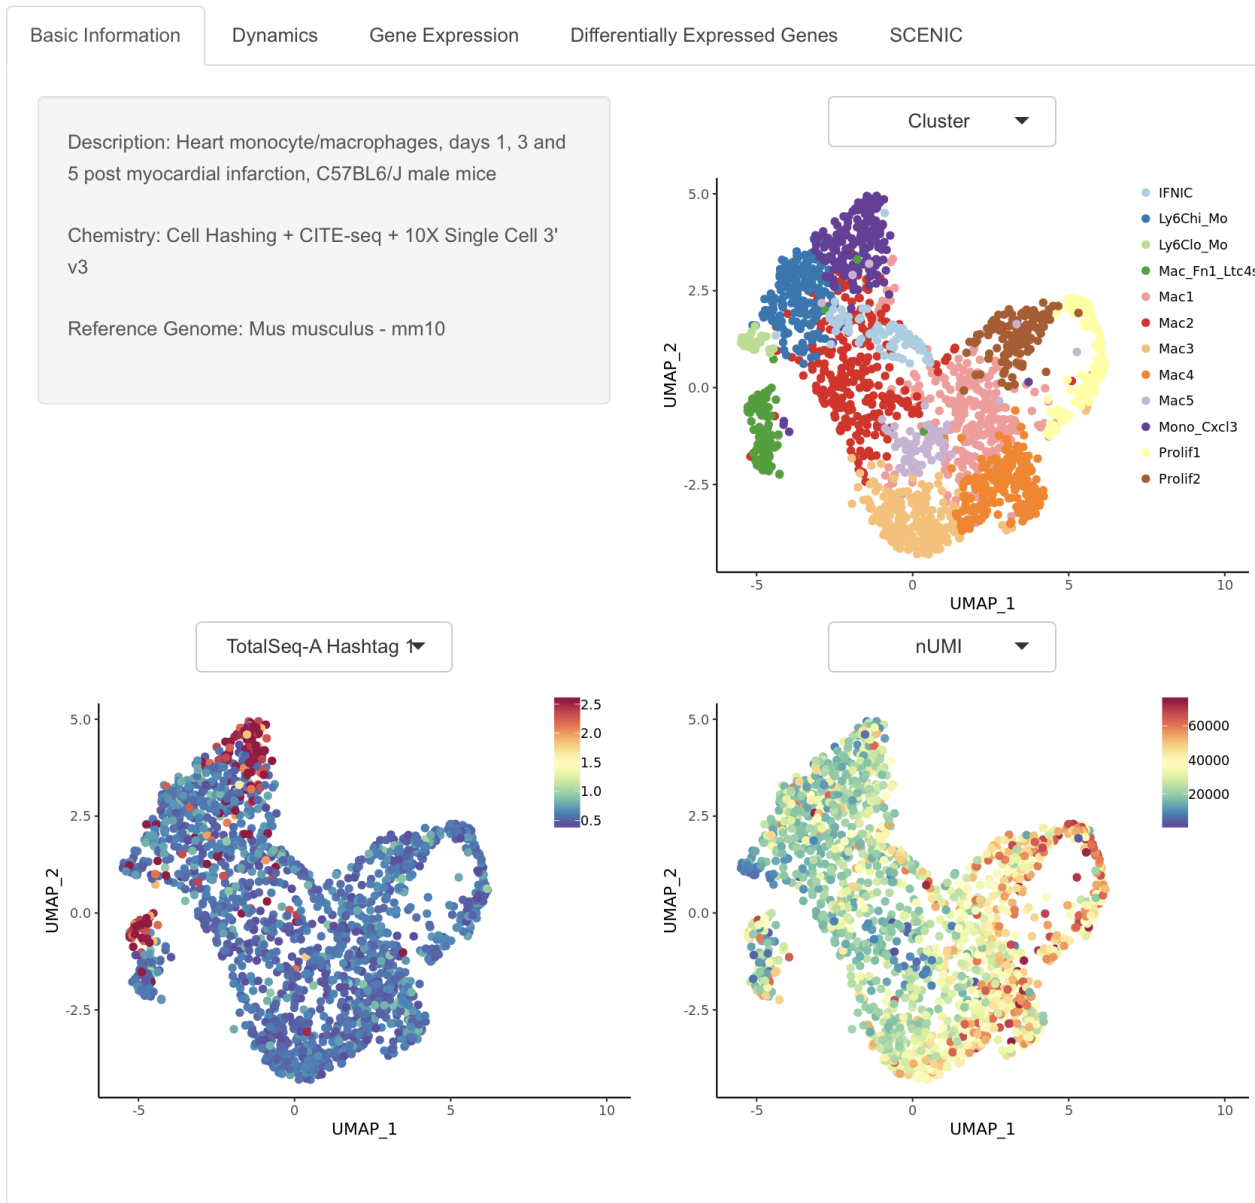 Basic Information
Dynamics
Gene Expression
Differentially Expressed Genes
SCENIC
Description: Heart monocyte/macrophages, days 1, 3 and
5 post myocardial infarction, C57BL6/J male mice
Chemistry: Cell Hashing + CITE-seq + 10X Single Cell 3'
v3
Reference Genome: Mus musculus - mm10
Cluster
5.0
2.5
0.0
-2.5
UMAP_2
-5
0
5
10
UMAP_1
IFNIC
Ly6Chi_Mo
Ly6Clo_Mo
Mac_Fn1_Ltc4s
Mac1
Mac2
Mac3
Mac4
Mac5
Mono_Cxcl3
Prolif1
Prolif2
TotalSeq-A Hashtag 1
5.0
2.5
0.0
-2.5
UMAP_2
-5
0
5
10
UMAP_1
2.5
2.0
1.5
1.0
0.5
nUMI
5.0
2.5
0.0
-2.5
UMAP_2
-5
0
5
10
UMAP_1
60000
40000
20000